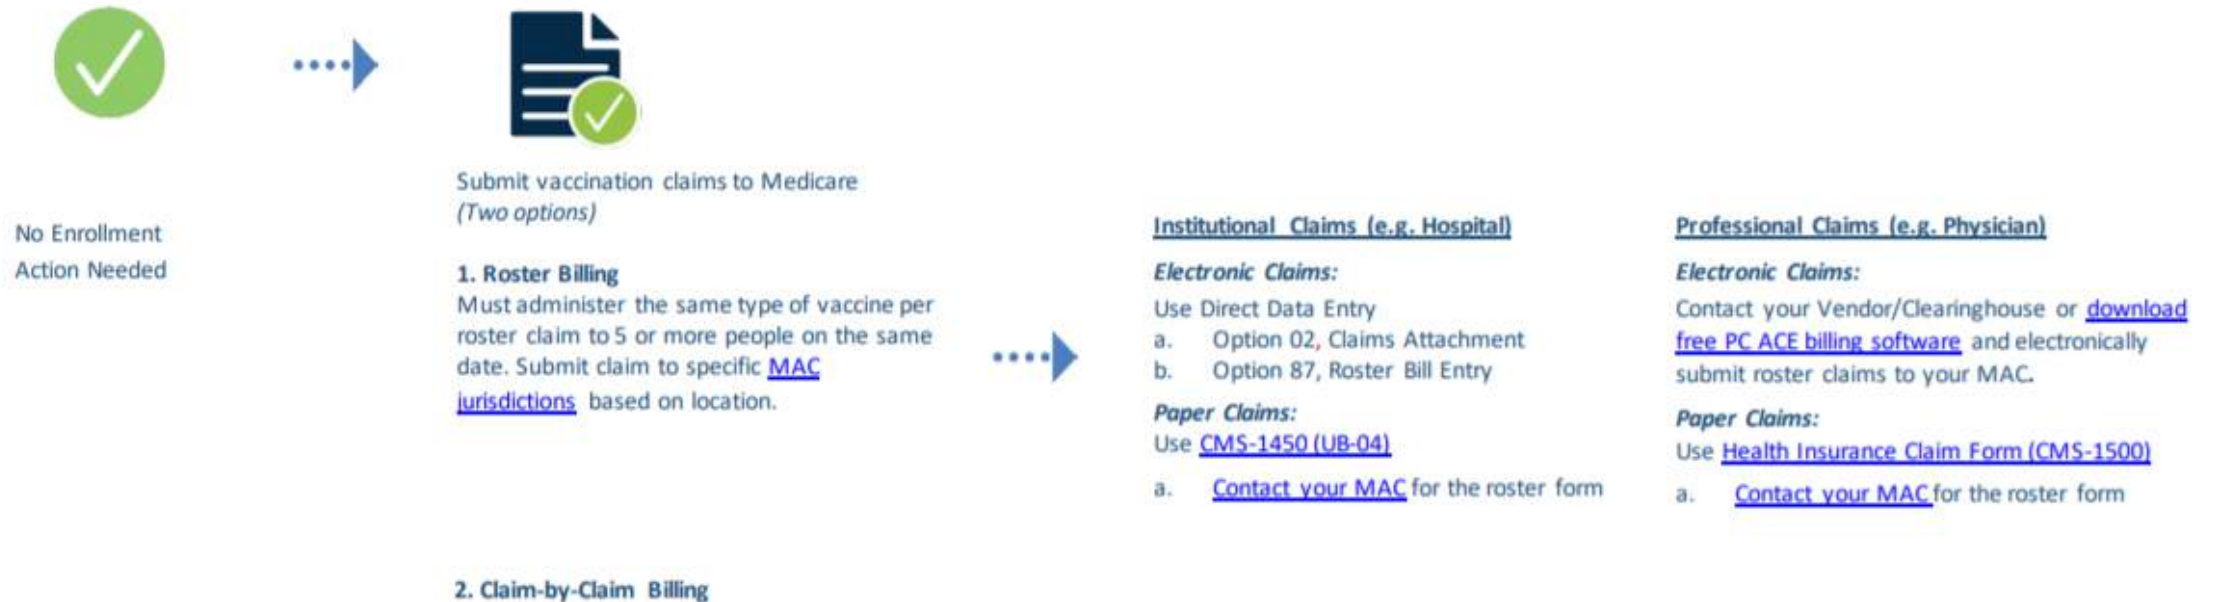 No Enrollment
Action Needed
Submit vaccination claims to Medicare
(Two options)
1. Roster Billing
Must administer the same type of vaccine per
roster claim to 5 or more people on the same
date. Submit claim to specific MAC
jurisdictions based on location.
2. Claim-by-Claim Billing
Institutional Claims (e.g. Hospital)
Electronic Claims:
Use Direct Data Entry
a. Option 02, Claims Attachment
b. Option 87, Roster Bill Entry
Paper Claims:
Use CMS-1450 (UB-04)
a. Contact your MAC for the roster form
Professional Claims (e.g. Physician)
Electronic Claims:
Contact your Vendor/Clearinghouse or download
free PC ACE billing software and electronically
submit roster claims to your MAC.
Paper Claims:
Use Health Insurance Claim Form (CMS-1500)
a. Contact your MAC for the roster form